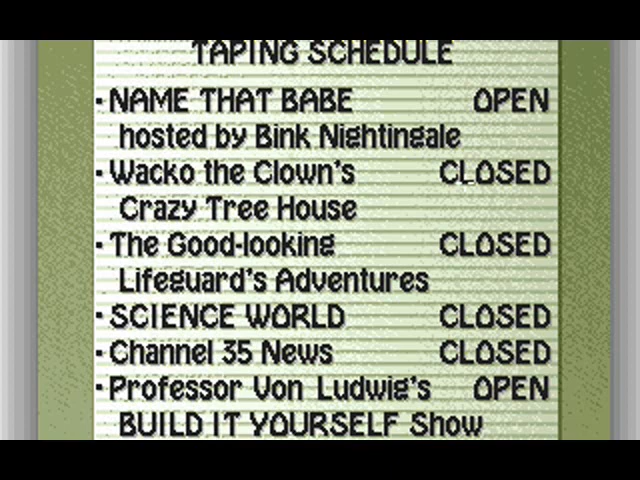 TAPING SCHEDULE
· NAME THAT BABE OPEN
hosted by Bink Nightingale
· Wacko the Clown's CLOSED
Crazy Tree House
· The Good-looking CLOSED
Lifeguard's Adventures
· SCIENCE WORLD CLOSED
· Channel 35 News CLOSED
· Professor Von Ludwig's OPEN
BUILD IT YOURSELF Show